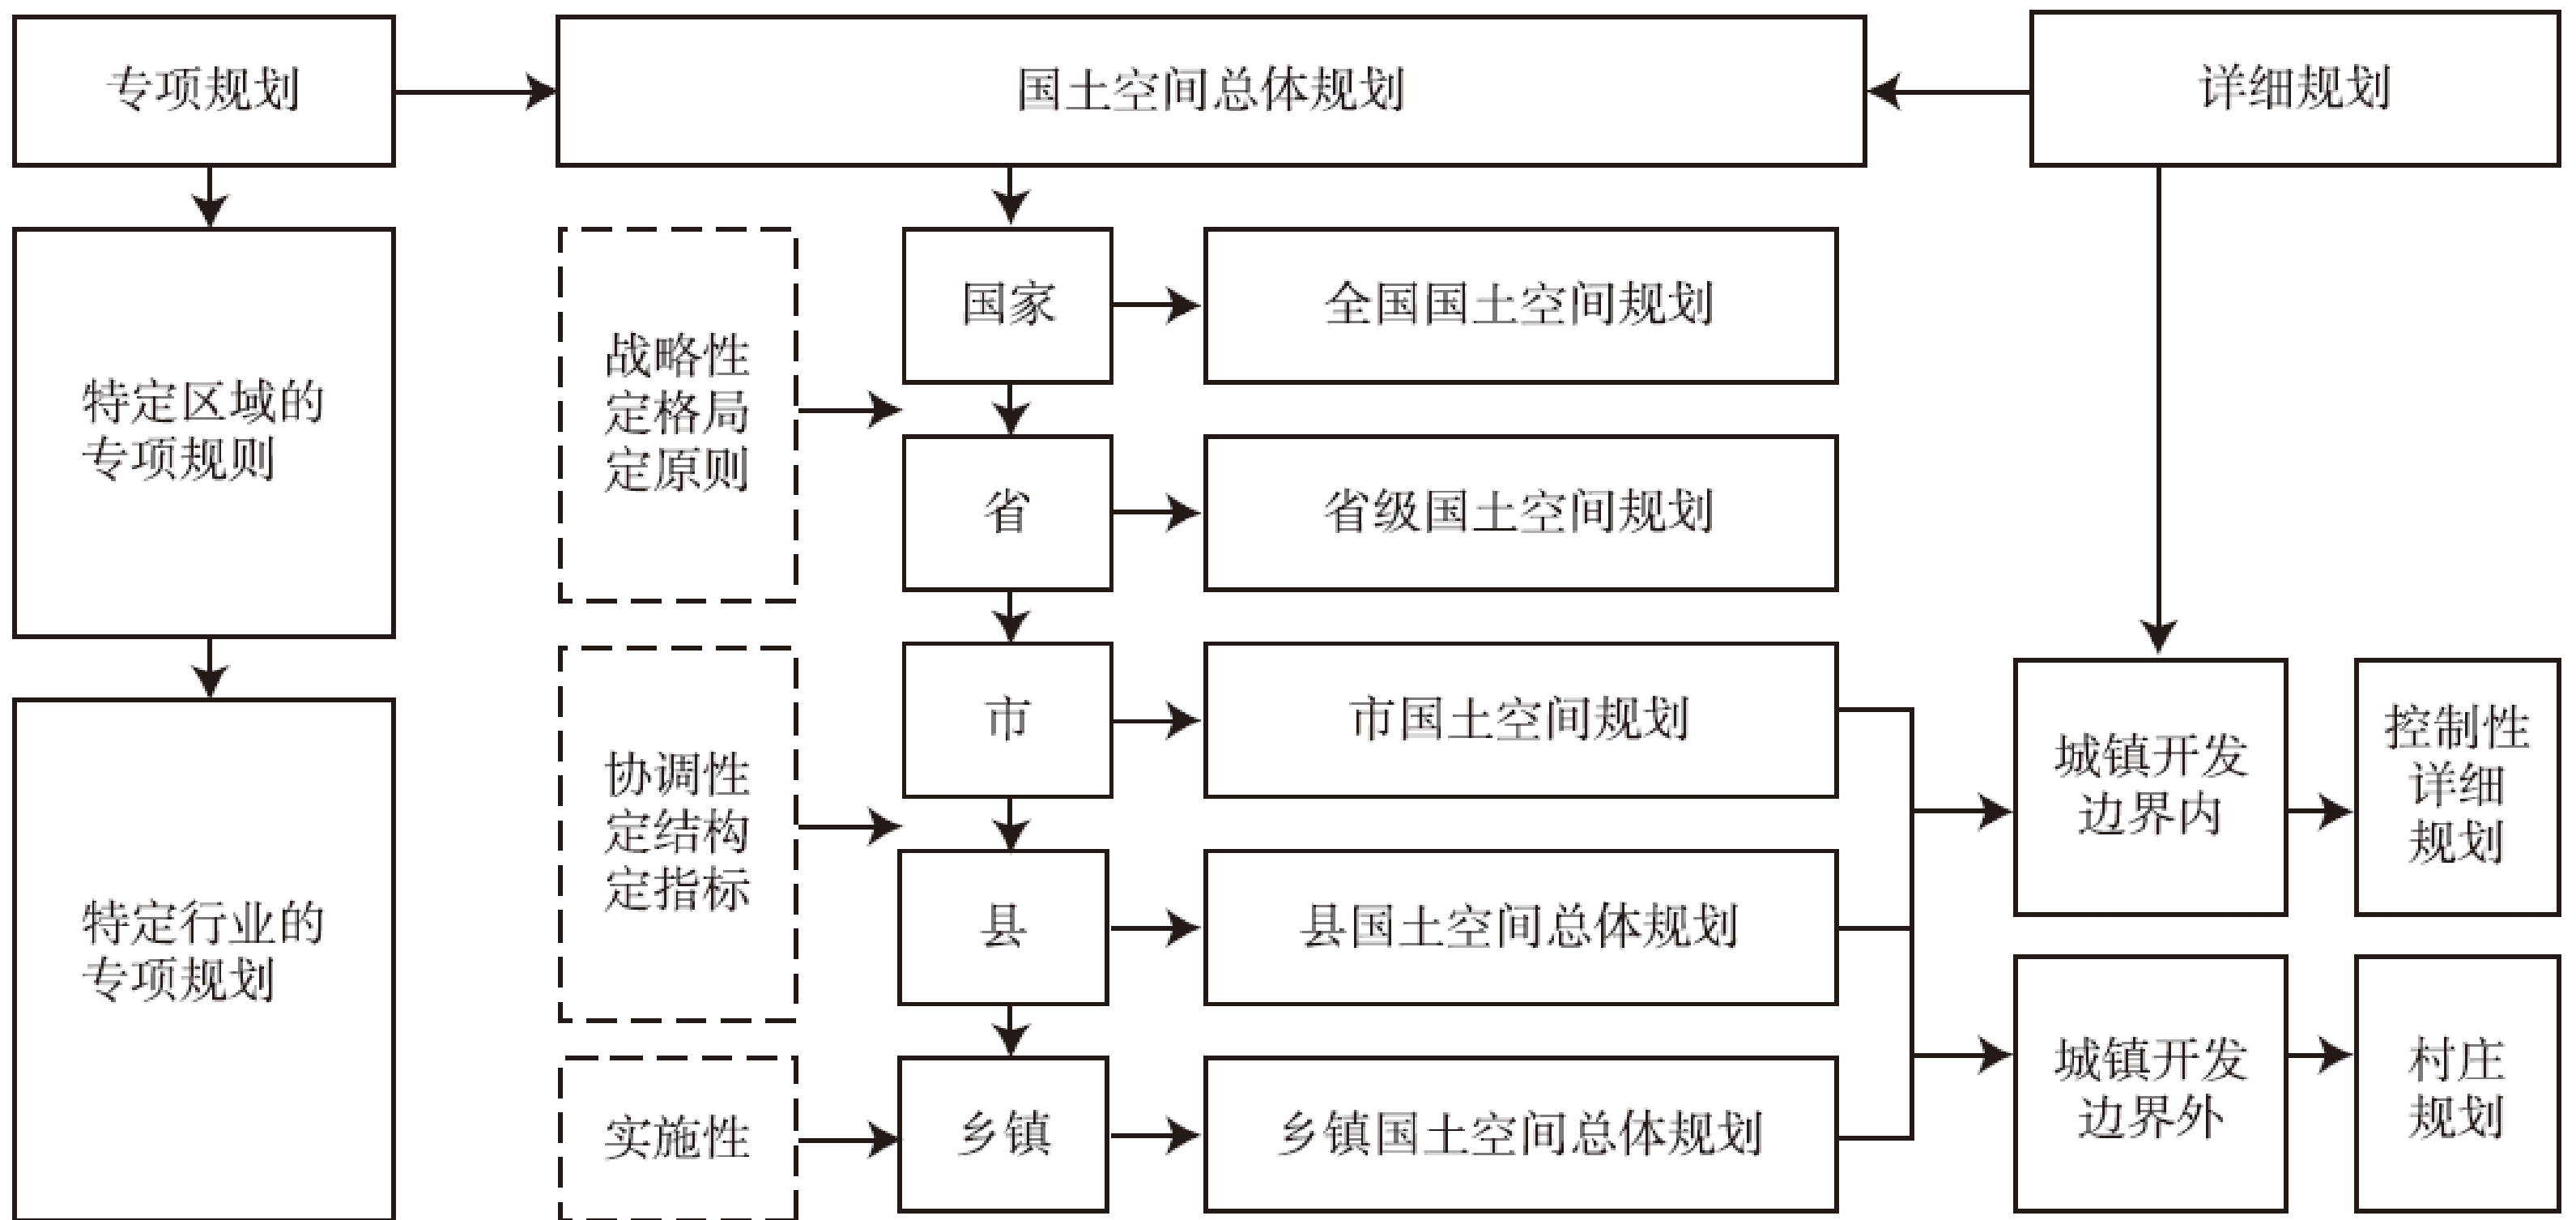 专项规划
国土空间总体规划
详细规划
特定区域的
专项规则
特定行业的
专项规划
战略性
定格局
定原则
协调性
定结构
定指标
实施性
国家
全国国土空间规划
省
省级国土空间规划
市
市国土空间规划
县
县国土空间总体规划
乡镇
乡镇国土空间总体规划
城镇开发
边界内
控制性
详细
规划
城镇开发
边界外
村庄
规划